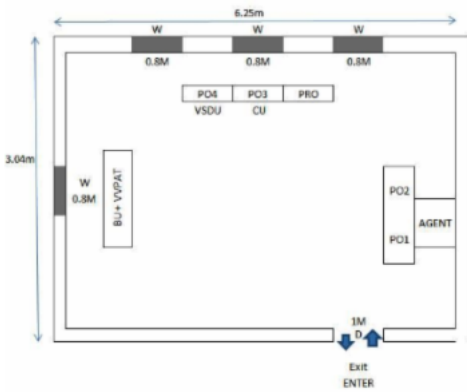 6.25m
W W W
0.8M 0.8M 0.8M
PO4 PO3 PRO
VSDU CU
3.04m
W
0.8M
BU+ VVPAT
PO2
AGENT
PO1
1M
D
Exit
ENTER